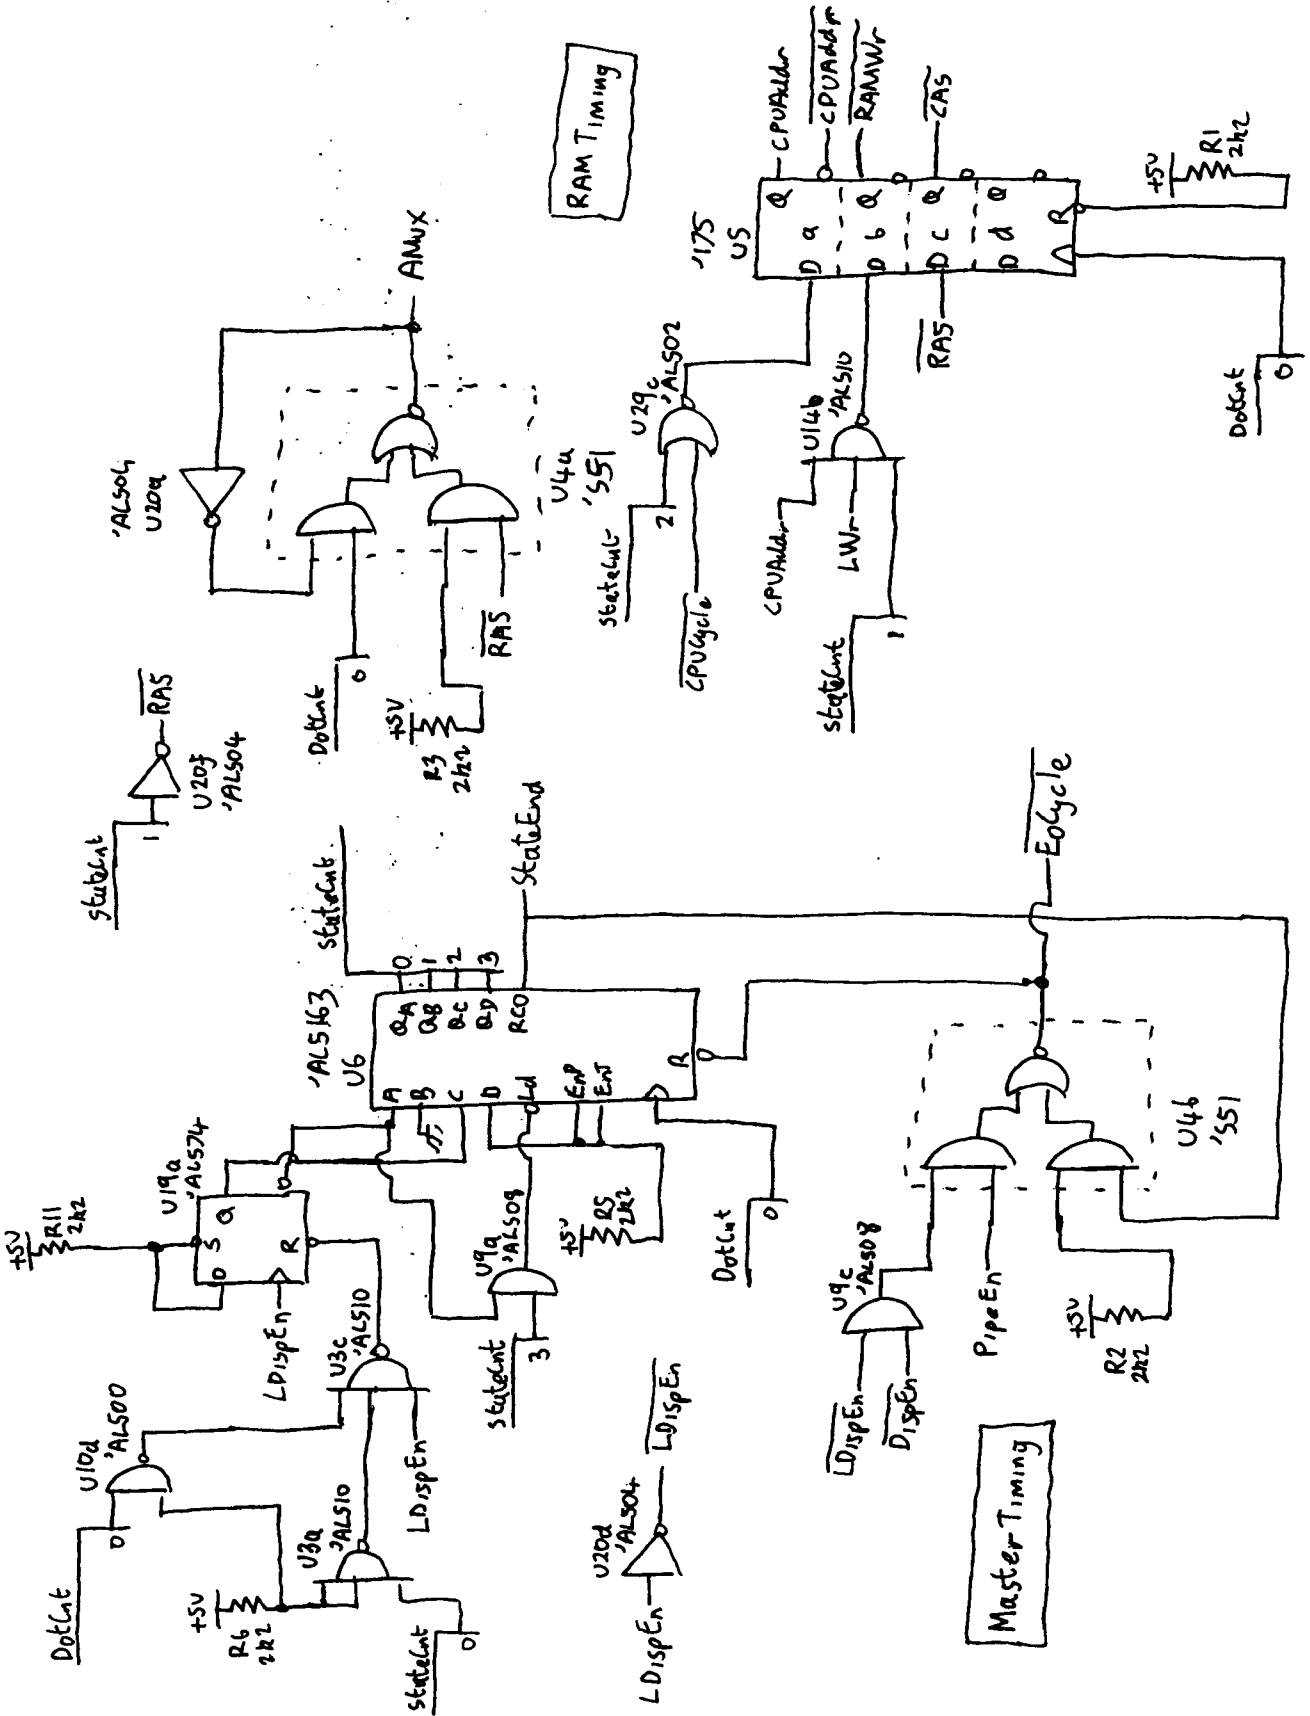 DotCnt
0
U10d
'ALS00
+5V
R6
2k2
U3a
'ALS10
StateCnt
0
LDispEn
U3c
'ALS10
LDispEn
+5V
R11
2k2
U19a
'ALS74
D
S
Q
R
StateCnt
3
U9a
'ALS08
+5V
R5
2k2
DotCnt
0
'ALS163
U6
A
B
C
D
Ld
EnP
EnT
R
QA
QB
QC
QD
RCO
0
1
2
3
StateCnt
StateEnd
LDispEn
U20d
'ALS04
LDispEn
Master Timing
LDispEn
DispEn
U9c
'ALS08
PipeEn
+5V
R2
2k2
U4b
'S51
EoCycle
StateCnt
1
U20f
'ALS04
RAS
DotCnt
0
+5V
R3
2k2
RAS
'ALS04
U20a
U4a
'S51
AMUX
RAM Timing
StateCnt
2
CPUCycle
U29c
'ALS02
CPUAddr
LWr
StateCnt
1
U14b
'ALS10
RAS
DotCnt
0
'175
U5
D a Q
D b Q
D c Q
D d Q
R
CPUAddr
CPUAddr
RAMWr
CAS
+5V
R1
2k2